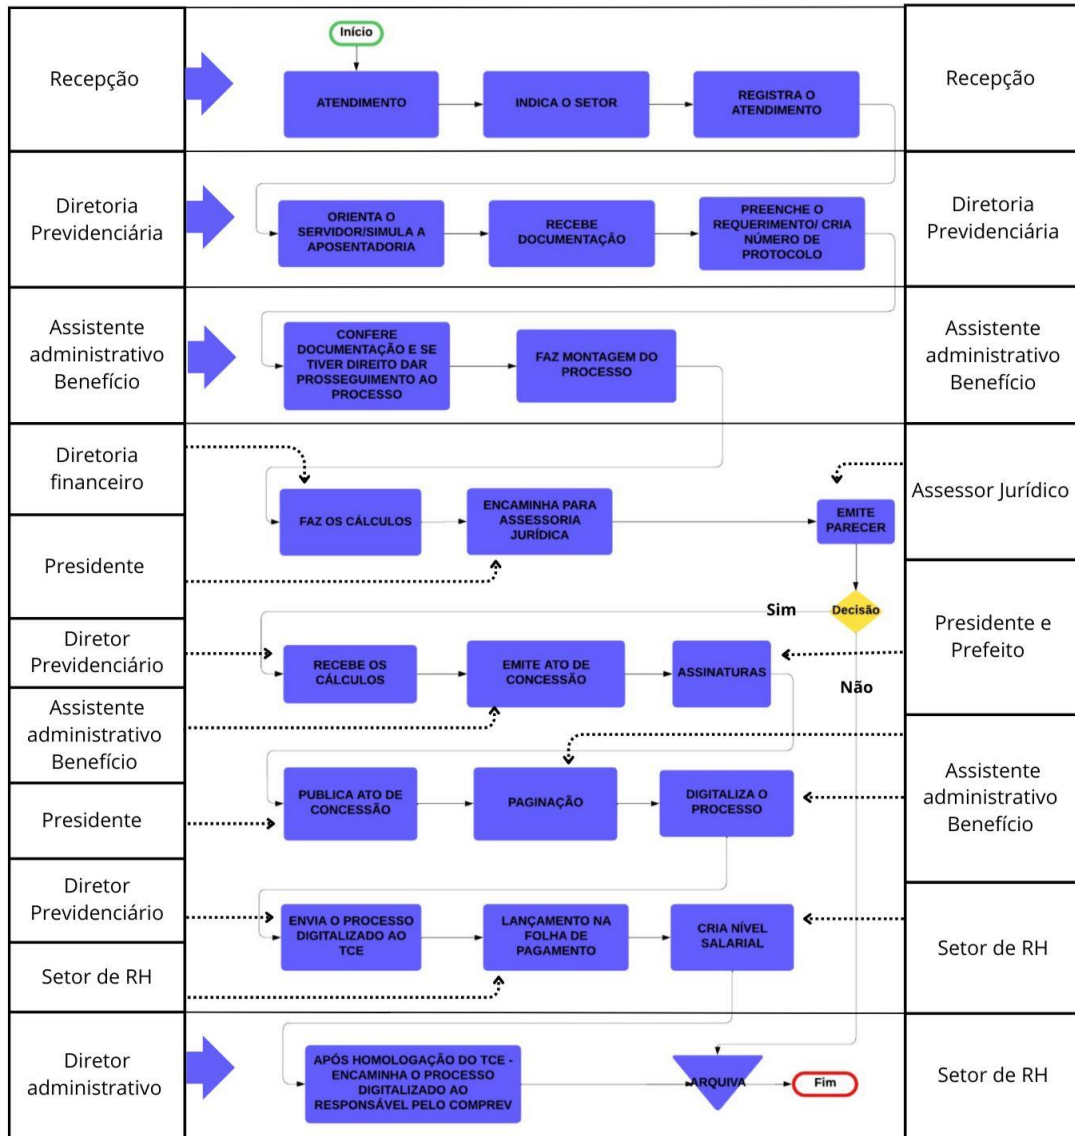 Início
Recepção
ATENDIMENTO
INDICA O SETOR
REGISTRA O
ATENDIMENTO
Recepção
Diretoria
Previdenciária
ORIENTA O
SERVIDOR/SIMULA A
APOSENTADORIA
RECEBE
DOCUMENTAÇÃO
PREENCHE O
REQUERIMENTO/ CRIA
NÚMERO DE
PROTOCOLO
Diretoria
Previdenciária
Assistente
administrativo
Benefício
CONFERE
DOCUMENTAÇÃO E SE
TIVER DIREITO DAR
PROSSEGUIMENTO AO
PROCESSO
FAZ MONTAGEM DO
PROCESSO
Assistente
administrativo
Benefício
Diretoria
financeiro
Presidente
FAZ OS CÁLCULOS
ENCAMINHA PARA
ASSESSORIA
JURÍDICA
EMITE
PARECER
Assessor Jurídico
Sim
Decisão
Não
Presidente e
Prefeito
Diretor
Previdenciário
RECEBE OS
CÁLCULOS
EMITE ATO DE
CONCESSÃO
ASSINATURAS
Assistente
administrativo
Benefício
Presidente
PUBLICA ATO DE
CONCESSÃO
PAGINAÇÃO
DIGITALIZA O
PROCESSO
Assistente
administrativo
Benefício
Diretor
Previdenciário
ENVIA O PROCESSO
DIGITALIZADO AO
TCE
LANÇAMENTO NA
FOLHA DE
PAGAMENTO
CRIA NÍVEL
SALARIAL
Setor de RH
Setor de RH
Diretor
administrativo
APÓS HOMOLOGAÇÃO DO TCE -
ENCAMINHA O PROCESSO
DIGITALIZADO AO
RESPONSÁVEL PELO COMPREV
ARQUIVA
Fim
Setor de RH